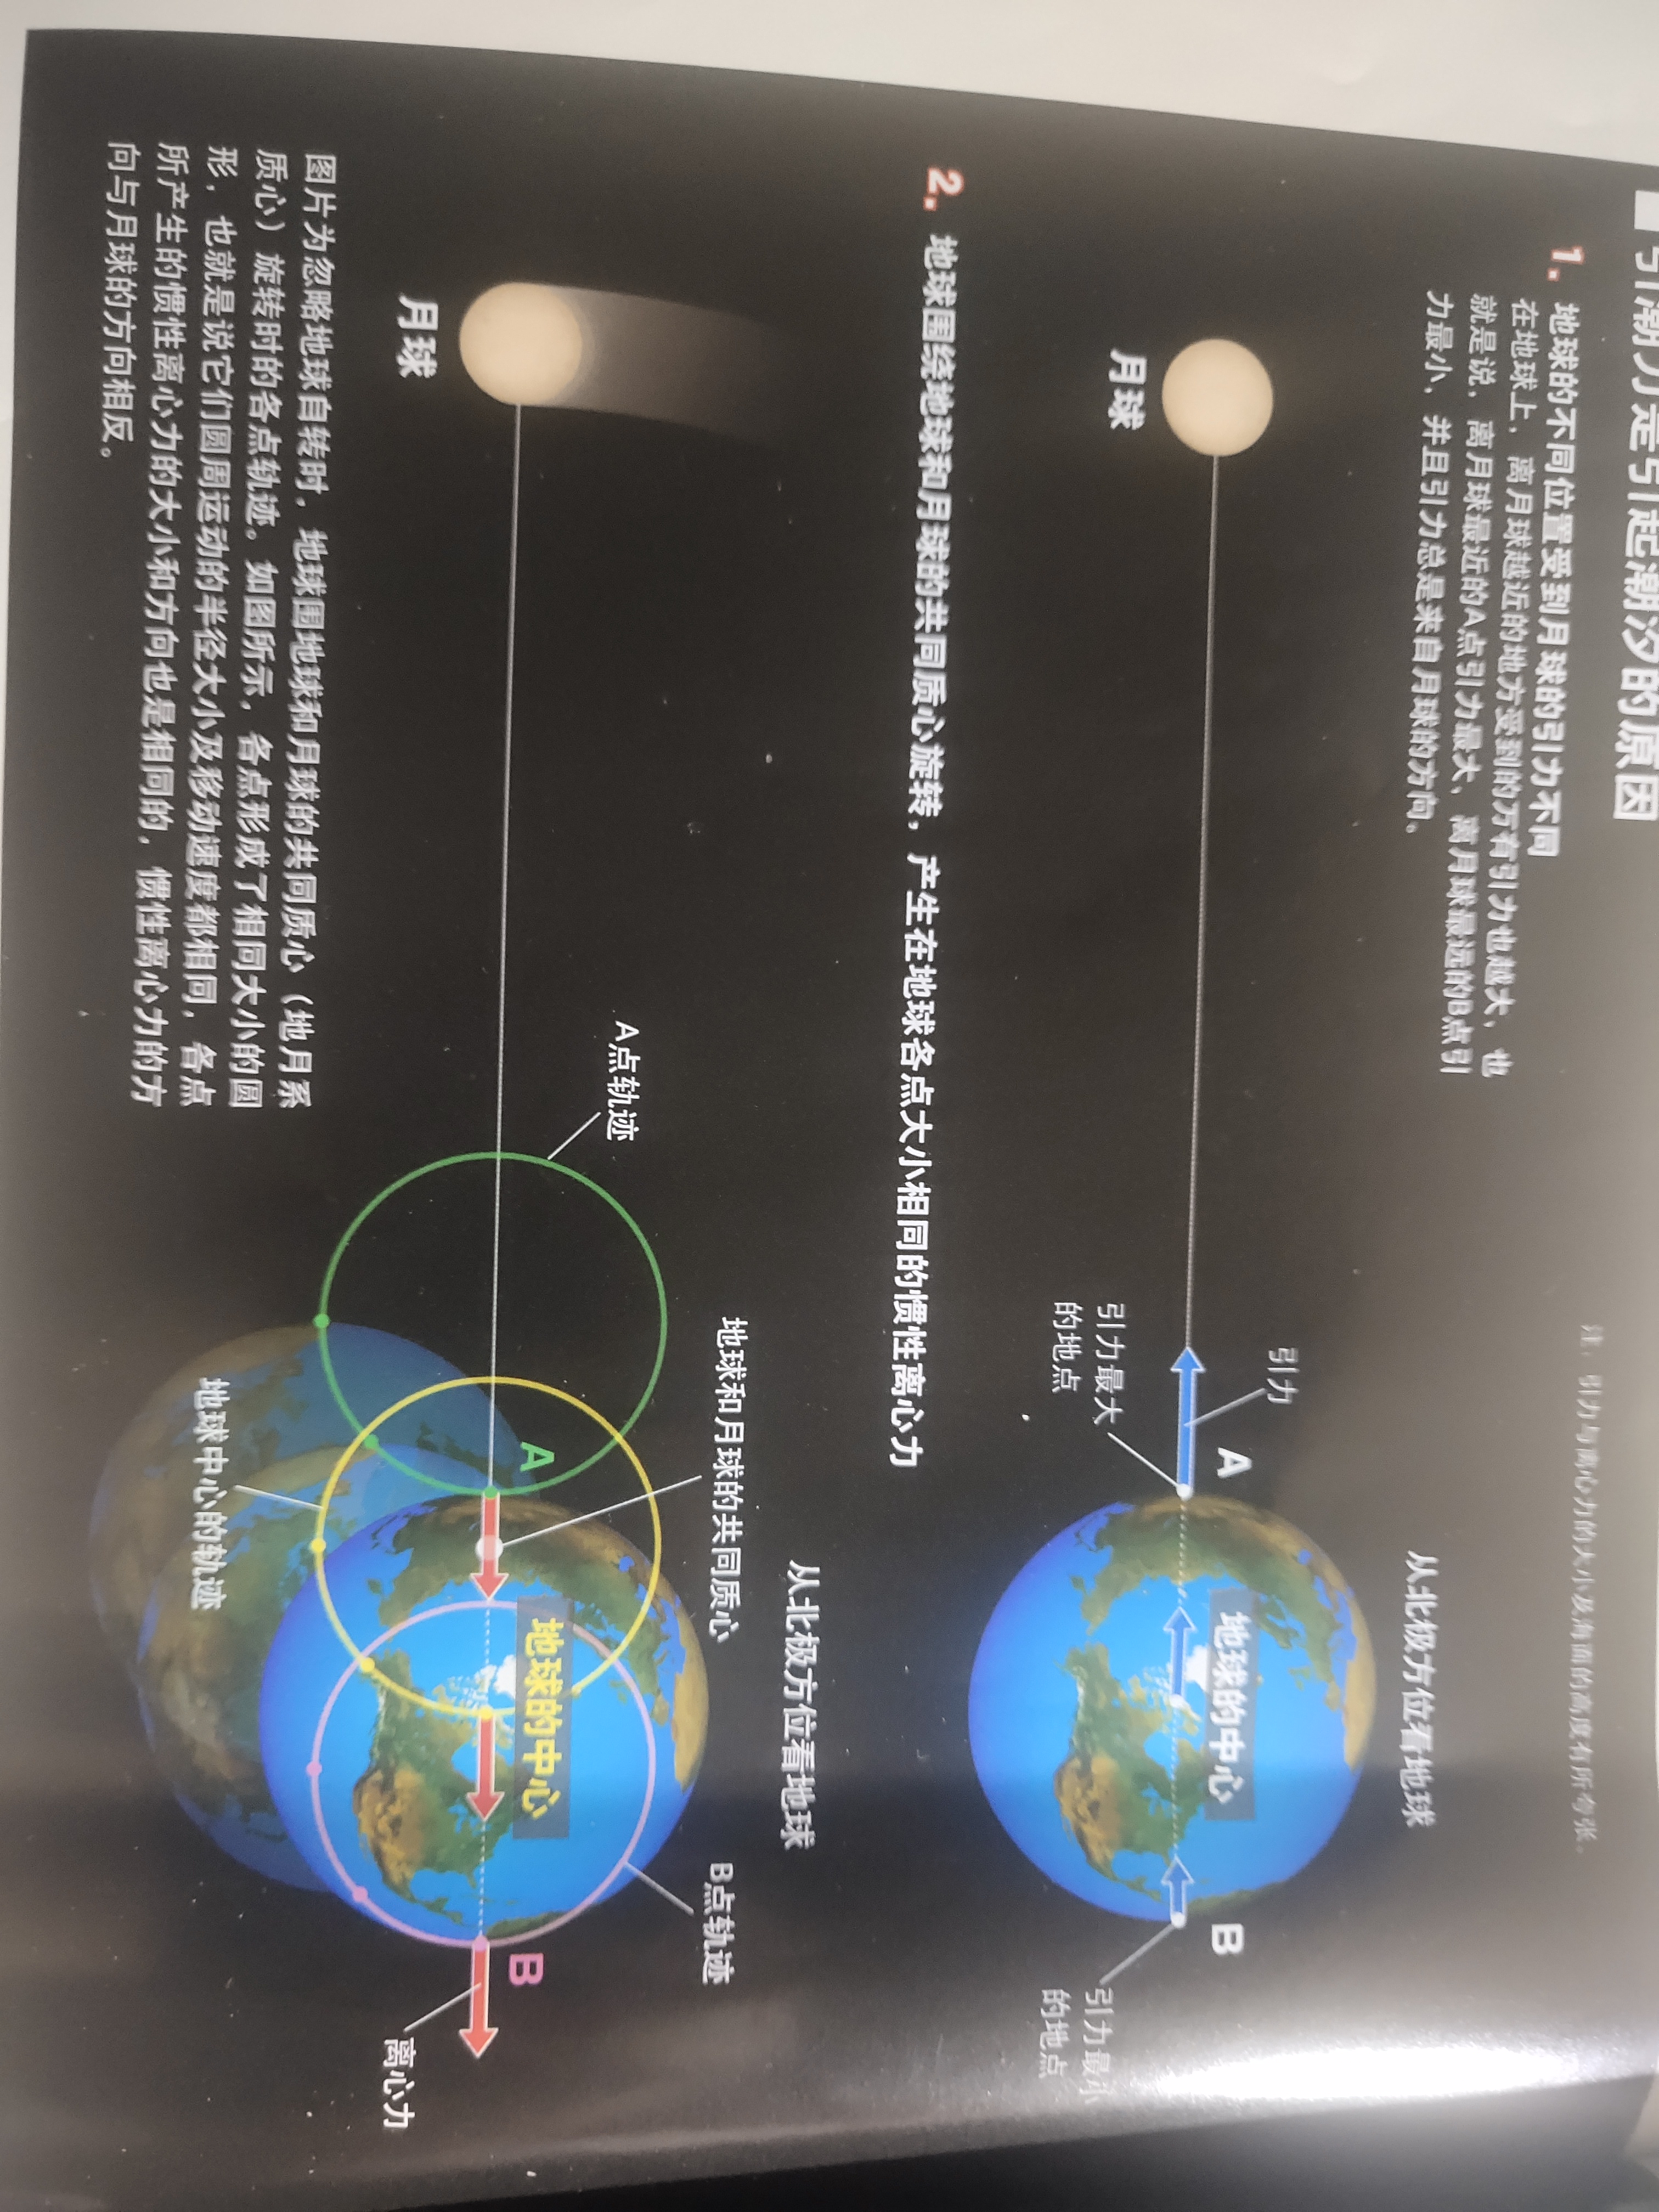 引潮力是引起潮汐的原因
注：引力与离心力的大小及海面的高度有所夸张。
1. 地球的不同位置受到月球的引力不同
在地球上，离月球越近的地方受到的万有引力也越大，也
就是说，离月球最近的A点引力最大，离月球最远的B点引
力最小，并且引力总是来自月球的方向。
从北极方位看地球
月球
引力
A
地球的中心
B
引力最大
的地点
引力最小
的地点
2. 地球围绕地球和月球的共同质心旋转，产生在地球各点大小相同的惯性离心力
从北极方位看地球
地球和月球的共同质心
B点轨迹
A点轨迹
月球
A
地球的中心
B
离心力
地球中心的轨迹
图片为忽略地球自转时，地球围地球和月球的共同质心（地月系
质心）旋转时的各点轨迹。如图所示，各点形成了相同大小的圆
形，也就是说它们圆周运动的半径大小及移动速度都相同，各点
所产生的惯性离心力的大小和方向也是相同的，惯性离心力的方
向与月球的方向相反。